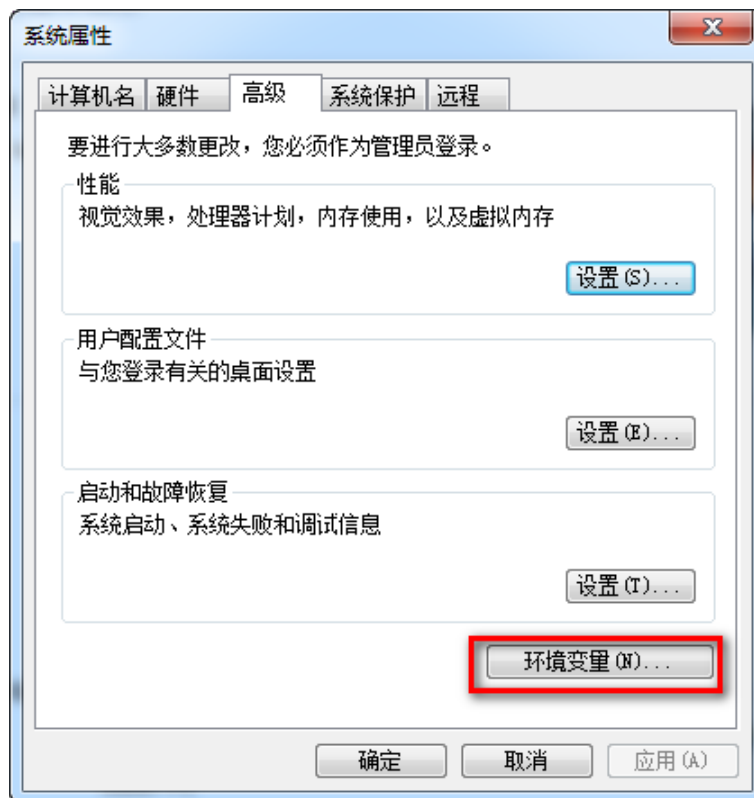 系统属性
计算机名 硬件 高级 系统保护 远程
要进行大多数更改，您必须作为管理员登录。
性能
视觉效果，处理器计划，内存使用，以及虚拟内存
设置(S)...
用户配置文件
与您登录有关的桌面设置
设置(E)...
启动和故障恢复
系统启动、系统失败和调试信息
设置(T)...
环境变量(N)...
确定 取消 应用(A)